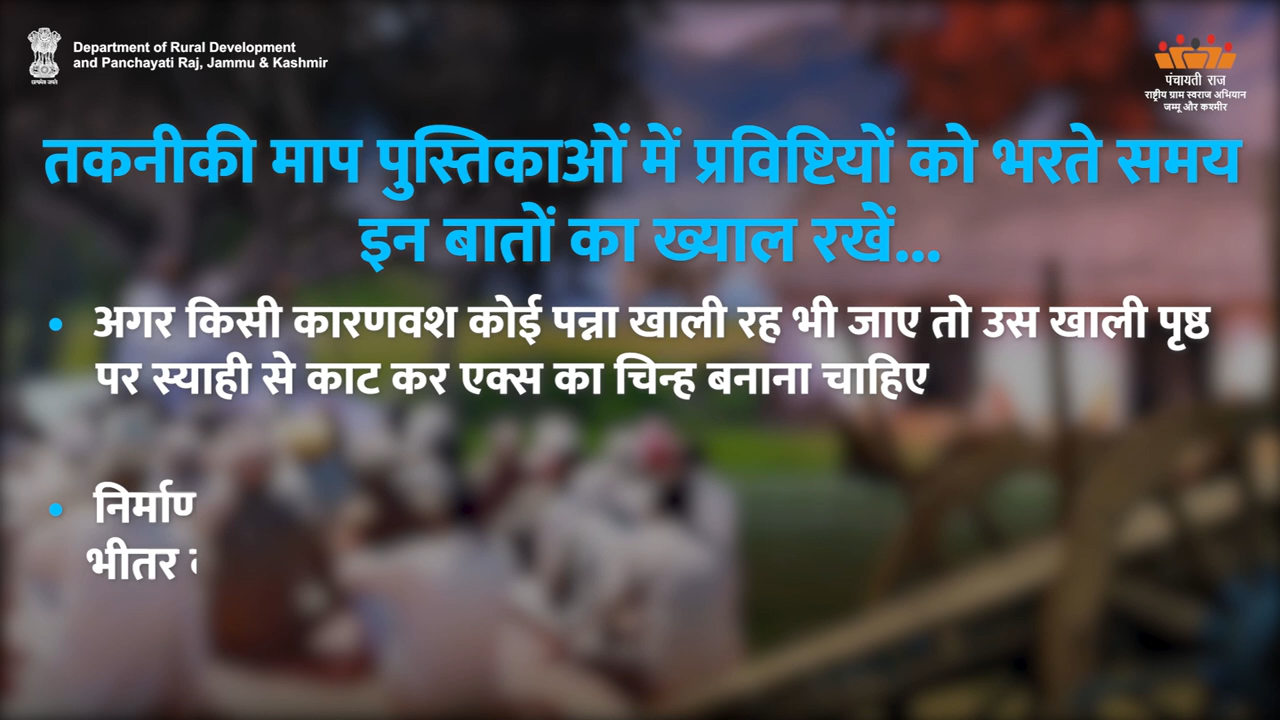 Department of Rural Development
and Panchayati Raj, Jammu & Kashmir
पंचायती राज
राष्ट्रीय ग्राम स्वराज अभियान
जम्मू और कश्मीर
तकनीकी माप पुस्तिकाओं में प्रविष्टियों को भरते समय
इन बातों का ख्याल रखें...
• अगर किसी कारणवश कोई पन्ना खाली रह भी जाए तो उस खाली पृष्ठ
पर स्याही से काट कर एक्स का चिन्ह बनाना चाहिए
• निर्माण
भीतर